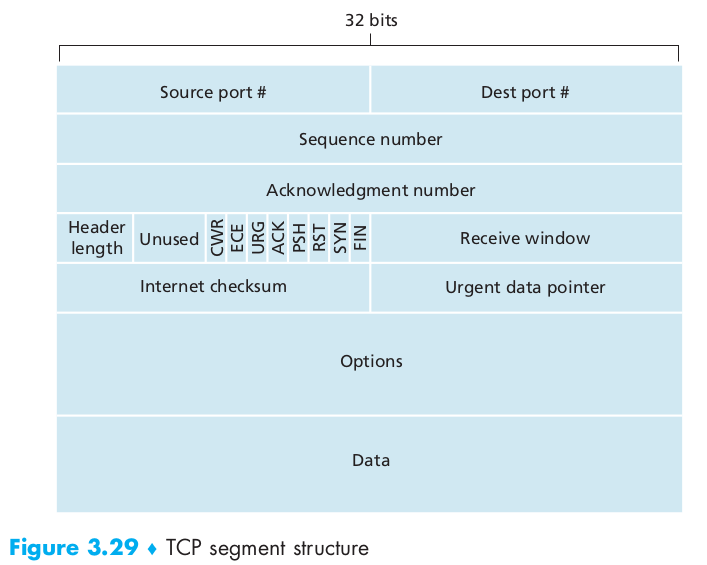 32 bits
Source port #
Dest port #
Sequence number
Acknowledgment number
Header
length
Unused
CWR
ECE
URG
ACK
PSH
RST
SYN
FIN
Receive window
Internet checksum
Urgent data pointer
Options
Data
Figure 3.29 ♦ TCP segment structure